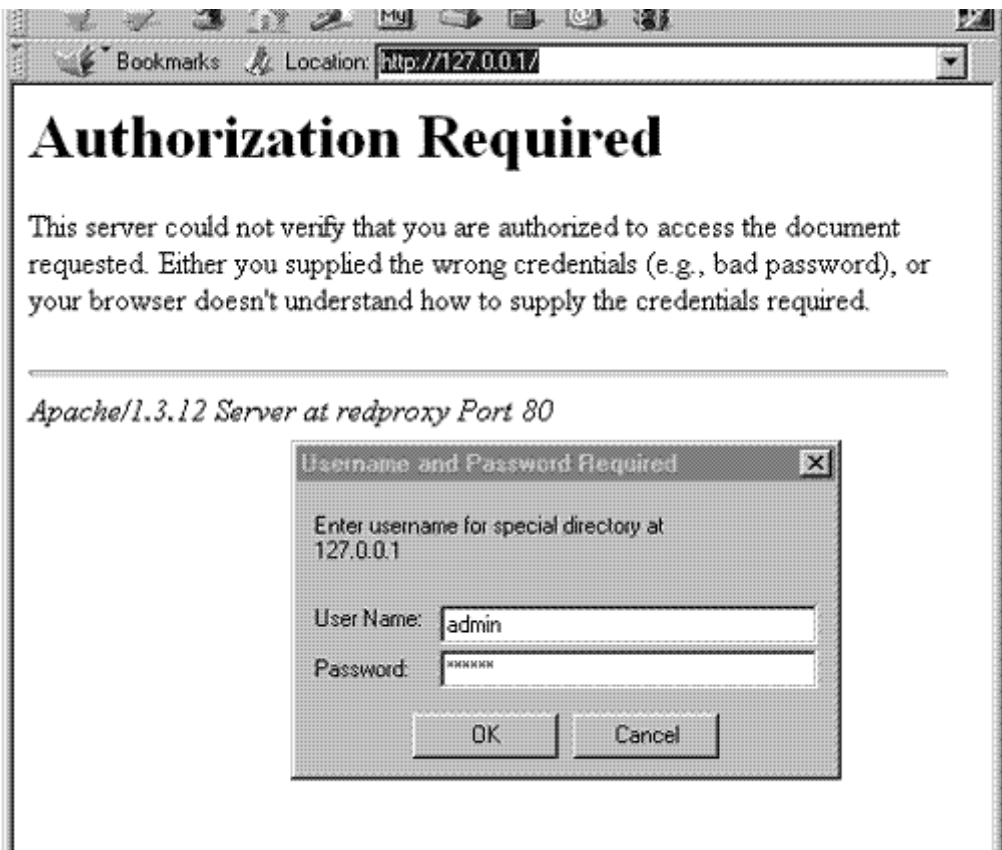 My
Bookmarks Location: http://127.0.0.1/
Authorization Required
This server could not verify that you are authorized to access the document
requested. Either you supplied the wrong credentials (e.g., bad password), or
your browser doesn't understand how to supply the credentials required.
Apache/1.3.12 Server at redproxy Port 80
Username and Password Required
Enter username for special directory at
127.0.0.1
User Name: admin
Password: ******
OK Cancel